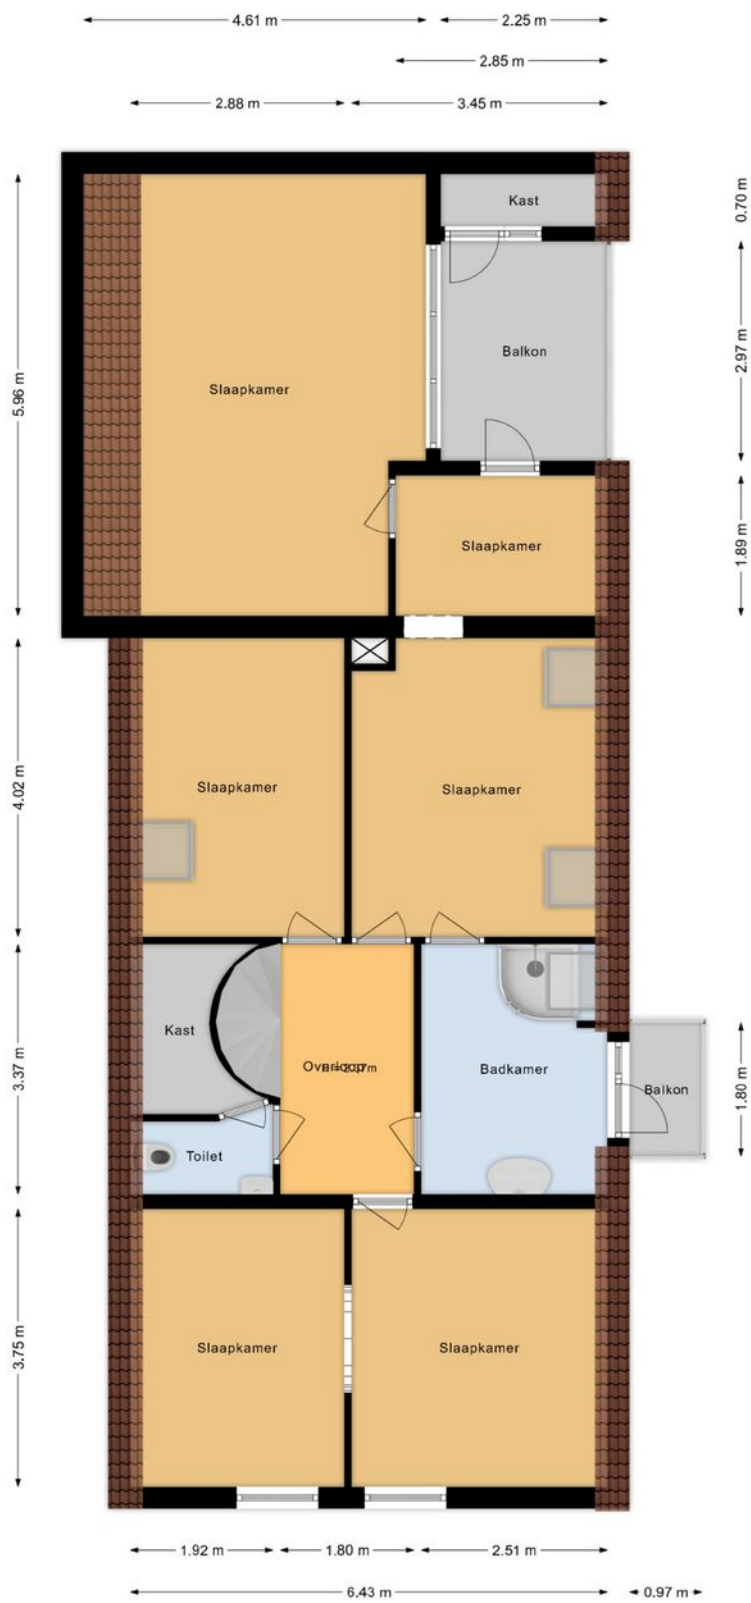 4.61 m
2.25 m
2.85 m
2.88 m
3.45 m
0.70 m
Kast
2.97 m
Balkon
5.96 m
Slaapkamer
1.89 m
Slaapkamer
4.02 m
Slaapkamer
Slaapkamer
3.37 m
Kast
Overloop
Badkamer
Balkon
1.80 m
Toilet
3.75 m
Slaapkamer
Slaapkamer
1.92 m
1.80 m
2.51 m
6.43 m
0.97 m